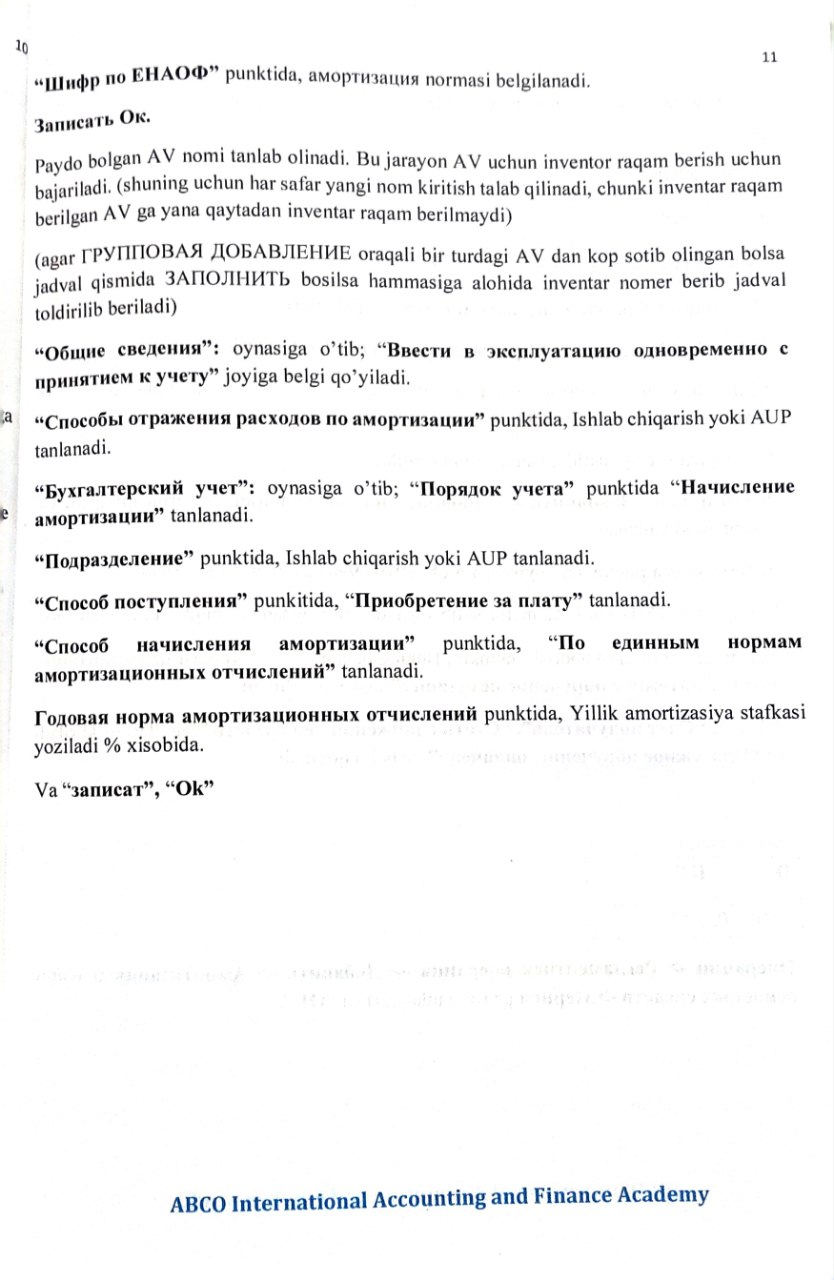 10
11
“Шифр по ЕНАОФ” punktida, амортизация normasi belgilanadi.
Записать Ок.
Paydo bolgan AV nomi tanlab olinadi. Bu jarayon AV uchun inventor raqam berish uchun
bajariladi. (shuning uchun har safar yangi nom kiritish talab qilinadi, chunki inventar raqam
berilgan AV ga yana qaytadan inventar raqam berilmaydi)
(agar ГРУППОВАЯ ДОБАВЛЕНИЕ oraqali bir turdagi AV dan kop sotib olingan bolsa
jadval qismida ЗАПОЛНИТЬ bosilsa hammasiga alohida inventar nomer berib jadval
toldirilib beriladi)
“Общие сведения”: oynasiga o’tib; “Ввести в эксплуатацию одновременно с
принятием к учету” joyiga belgi qo’yiladi.
a
“Способы отражения расходов по амортизации” punktida, Ishlab chiqarish yoki AUP
tanlanadi.
“Бухгалтерский учет”: oynasiga o’tib; “Порядок учета” punktida “Начисление
e
амортизации” tanlanadi.
“Подразделение” punktida, Ishlab chiqarish yoki AUP tanlanadi.
“Способ поступления” punkitida, “Приобретение за плату” tanlanadi.
“Способ начисления амортизации” punktida, “По единным нормам
амортизационных отчислений” tanlanadi.
Годовая норма амортизационных отчислений punktida, Yillik amortizasiya stafkasi
yoziladi % xisobida.
Va “записат”, “Ok”
ABCO International Accounting and Finance Academy